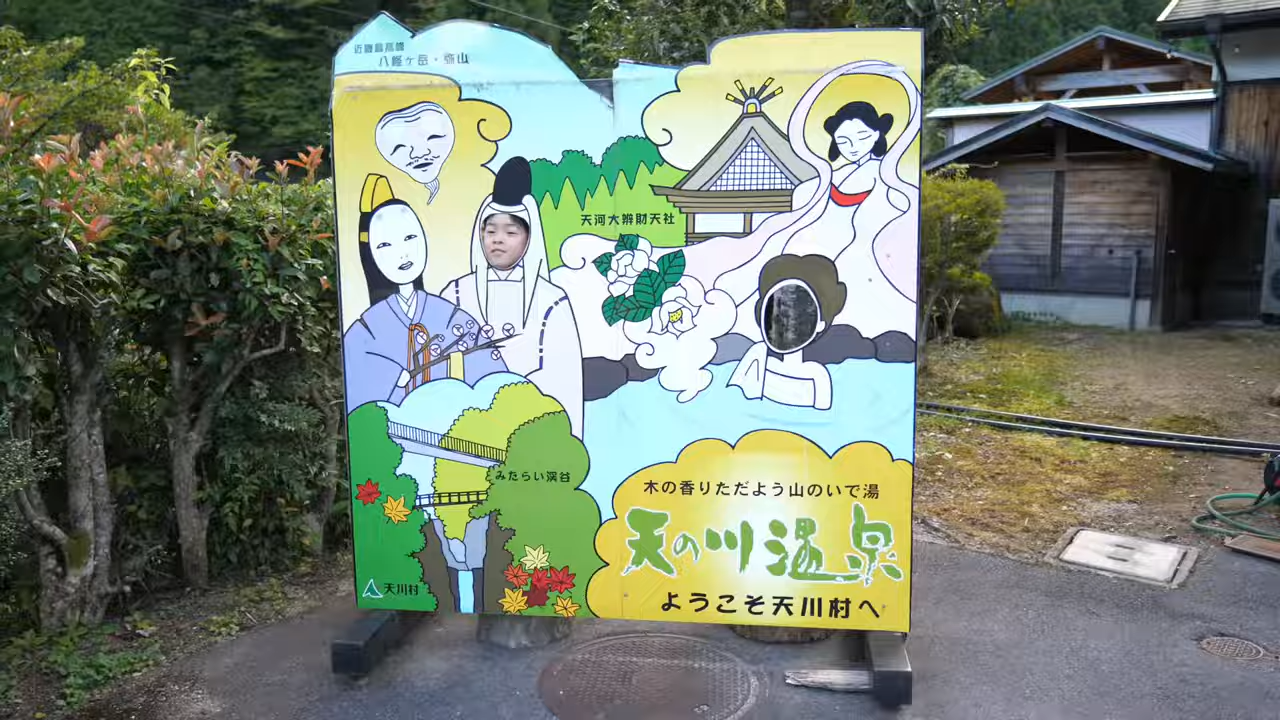 近畿最高峰
八経ヶ岳・弥山
天河大辨財天社
みたらい渓谷
木の香りただよう山のいで湯
天の川温泉
ようこそ天川村へ
天川村